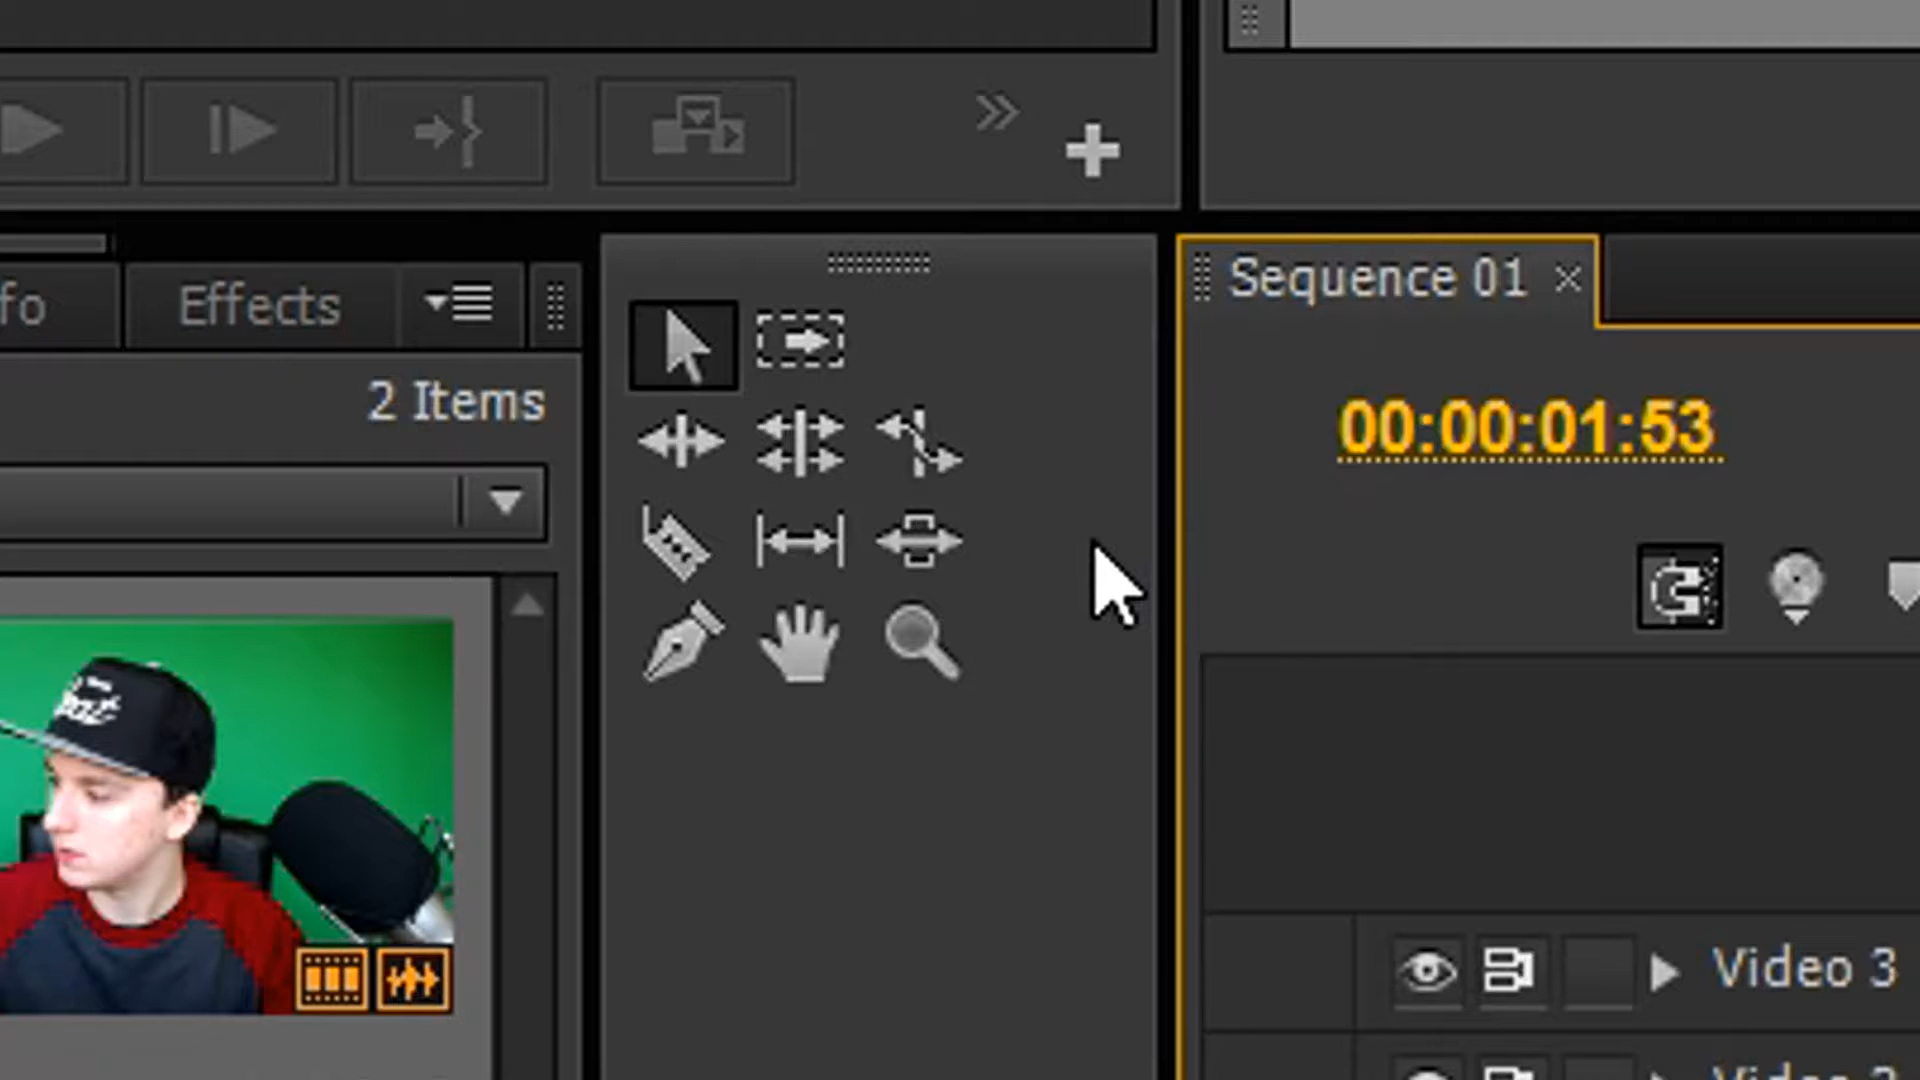 fo
Effects
Sequence 01
2 Items
00:00:01:53
Video 3